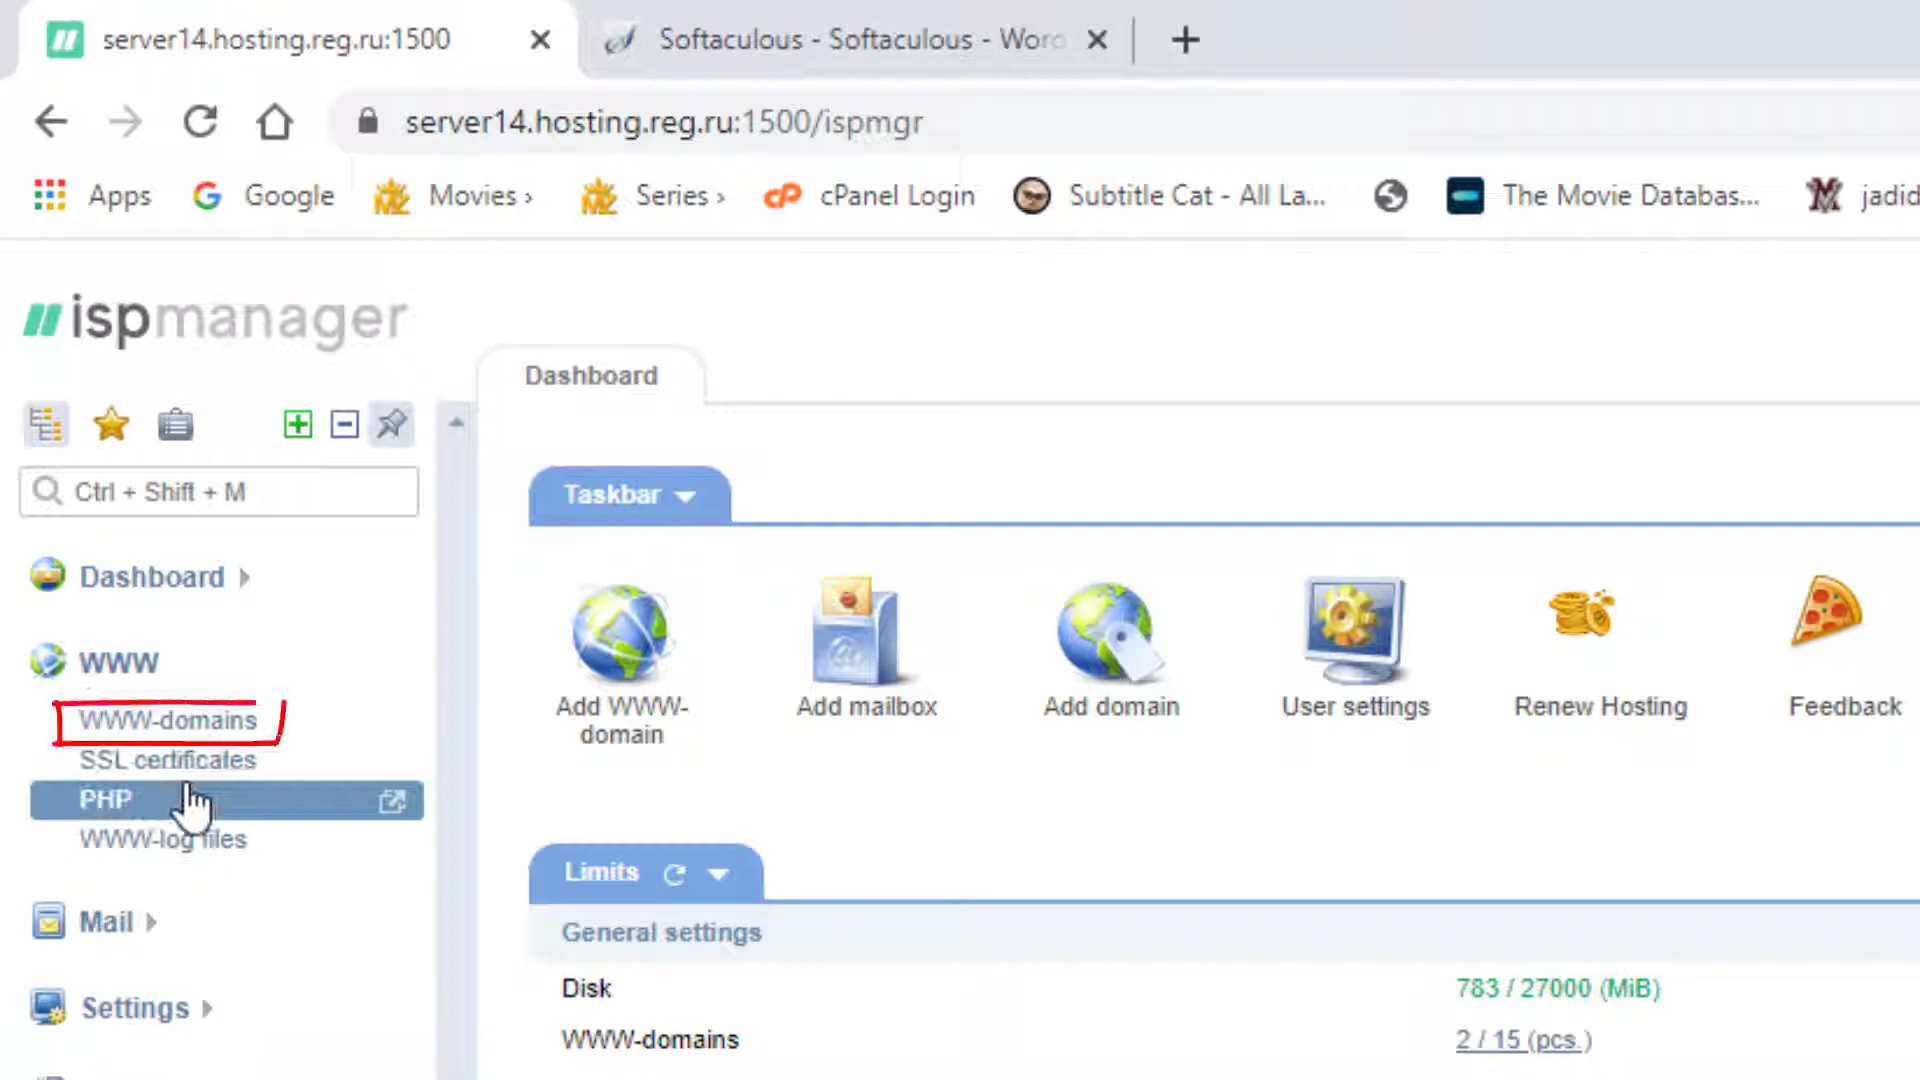 server14.hosting.reg.ru:1500
Softaculous - Softaculous - Word
server14.hosting.reg.ru:1500/ispmgr
Apps
Google
Movies ›
Series ›
cPanel Login
Subtitle Cat - All La...
The Movie Databas...
jadid
ispmanager
Dashboard
Ctrl + Shift + M
Taskbar
Dashboard
WWW
WWW-domains
SSL certificates
PHP
WWW-log files
Mail
Settings
Add WWW-
domain
Add mailbox
Add domain
User settings
Renew Hosting
Feedback
Limits
General settings
Disk
783 / 27000 (MiB)
WWW-domains
2 / 15 (pcs.)